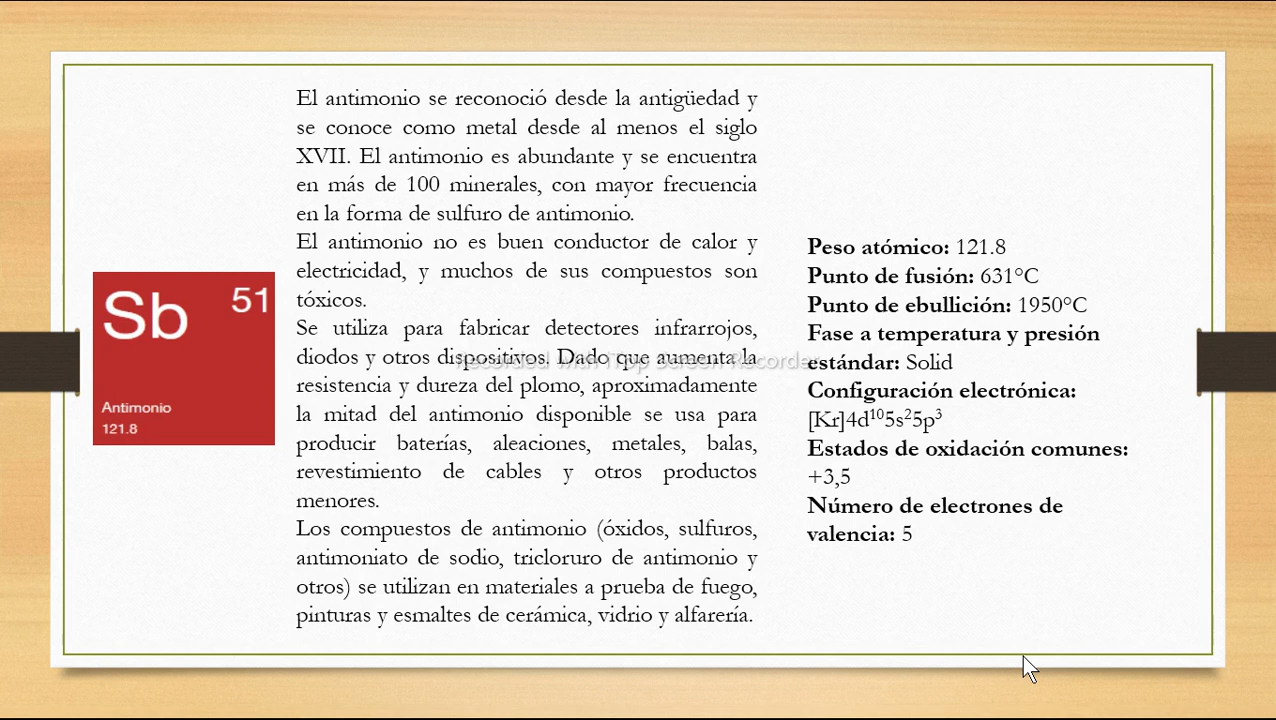 Sb
51
Antimonio
121.8
El antimonio se reconoció desde la antigüedad y
se conoce como metal desde al menos el siglo
XVII. El antimonio es abundante y se encuentra
en más de 100 minerales, con mayor frecuencia
en la forma de sulfuro de antimonio.
El antimonio no es buen conductor de calor y
electricidad, y muchos de sus compuestos son
tóxicos.
Se utiliza para fabricar detectores infrarrojos,
diodos y otros dispositivos. Dado que aumenta la
resistencia y dureza del plomo, aproximadamente
la mitad del antimonio disponible se usa para
producir baterías, aleaciones, metales, balas,
revestimiento de cables y otros productos
menores.
Los compuestos de antimonio (óxidos, sulfuros,
antimoniato de sodio, tricloruro de antimonio y
otros) se utilizan en materiales a prueba de fuego,
pinturas y esmaltes de cerámica, vidrio y alfarería.
Peso atómico: 121.8
Punto de fusión: 631°C
Punto de ebullición: 1950°C
Fase a temperatura y presión
estándar: Solid
Configuración electrónica:
[Kr]4d¹⁰5s²5p³
Estados de oxidación comunes:
+3,5
Número de electrones de
valencia: 5
Recorded with iTop Screen Recorder